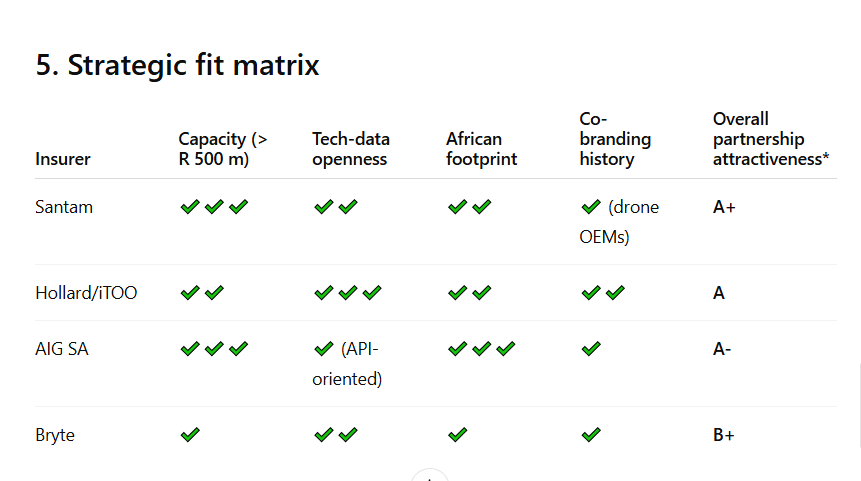 5. Strategic fit matrix
Insurer Capacity (> R 500 m) Tech-data openness African footprint Co-branding history Overall partnership attractiveness*
Santam ✔✔✔ ✔✔ ✔✔ ✔ (drone OEMs) A+
Hollard/iTOO ✔✔ ✔✔✔ ✔✔ ✔✔ A
AIG SA ✔✔✔ ✔ (API-oriented) ✔✔✔ ✔ A-
Bryte ✔ ✔✔ ✔ ✔ B+